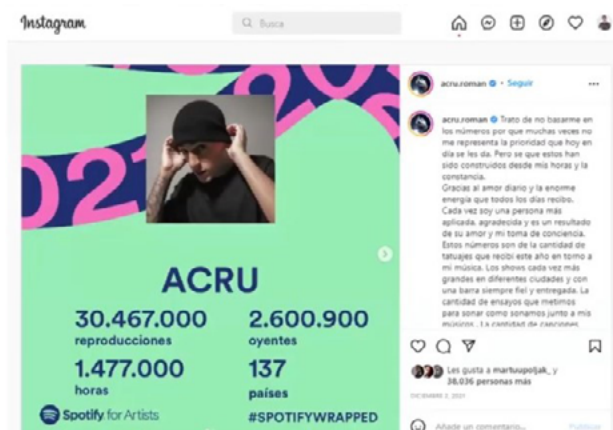 Instagram
Busca
acru.roman • Seguir
acru.roman Trato de no basarme en
los números por que muchas veces no
me representa la prioridad que hoy en
día se les da. Pero se que estos han
sido construidos desde mis horas y la
constancia.
Gracias al amor diario y la enorme
energía que todos los días recibo.
Cada vez soy una persona más
aplicada, agradecida y es un resultado
de su amor y mi toma de conciencia.
Estos números son de la cantidad de
tatuajes que recibí este año en torno a
mi música. Los shows cada vez más
grandes en diferentes ciudades y con
una barra siempre fiel y entregada. La
cantidad de ensayos que metimos
para sonar como sonamos junto a mis
músicos . La cantidad de canciones
2021
ACRU
30.467.000
reproducciones
2.600.900
oyentes
1.477.000
horas
137
países
Spotify for Artists
#SPOTIFYWRAPPED
Les gusta a martuupoljak_ y
38,036 personas más
DICIEMBRE 2, 2021
Añade un comentario...
Publicar